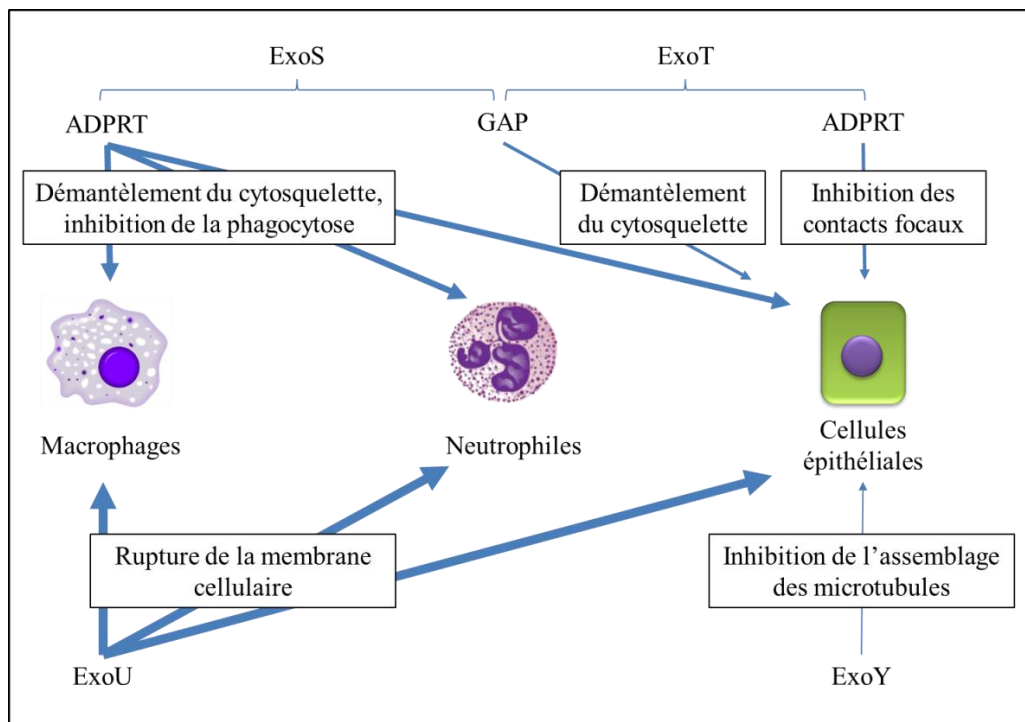 ExoS
ExoT
ADPRT
GAP
ADPRT
Démantèlement du cytosquelette,
inhibition de la phagocytose
Démantèlement
du cytosquelette
Inhibition des
contacts focaux
Macrophages
Neutrophiles
Cellules
épithéliales
Rupture de la membrane
cellulaire
Inhibition de l’assemblage
des microtubules
ExoU
ExoY